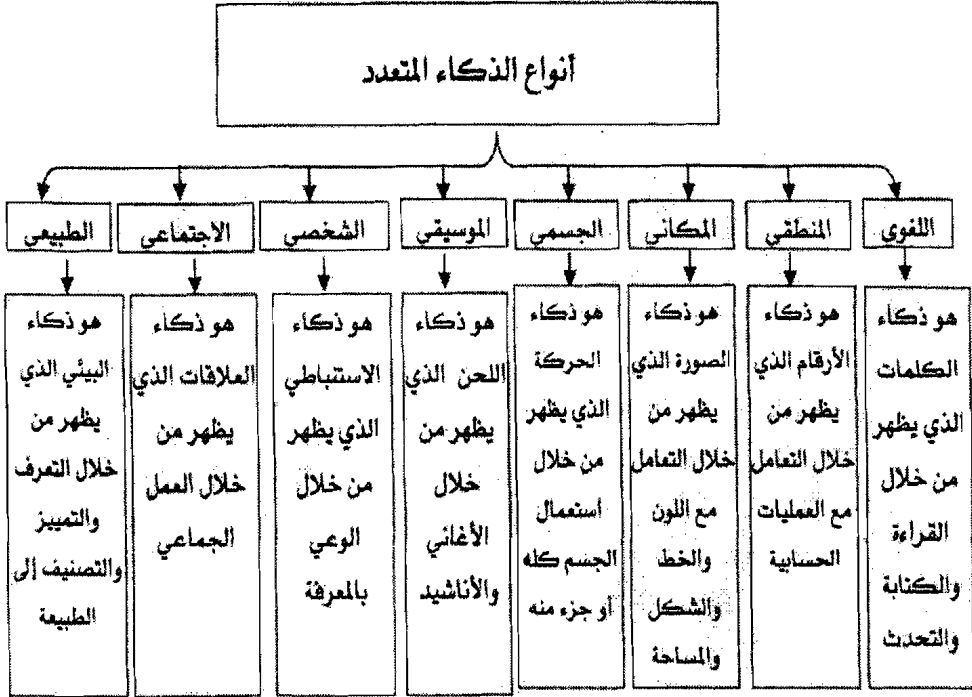 أنواع الذكاء المتعدد
اللغوي
المنطقي
المكاني
الجسمي
الموسيقي
الشخصي
الاجتماعي
الطبيعي
هو ذكاء
الكلمات
الذي يظهر
من خلال
القراءة
والكتابة
والتحدث
هو ذكاء
الأرقام الذي
يظهر من
خلال التعامل
مع العمليات
الحسابية
هو ذكاء
الصورة الذي
يظهر من
خلال التعامل
مع اللون
والخط
والشكل
والمساحة
هو ذكاء
الحركة
الذي يظهر
من خلال
أستعمال
الجسم كله
أو جزء منه
هو ذكاء
اللحن الذي
يظهر من
خلال
الأغاني
والأناشيد
هو ذكاء
الاستنباطي
الذي يظهر
من خلال
الوعي
بالمعرفة
هو ذكاء
العلاقات الذي
يظهر من
خلال العمل
الجماعي
هو ذكاء
البيئي الذي
يظهر من
خلال التعرف
والتمييز
والتصنيف إلى
الطبيعة